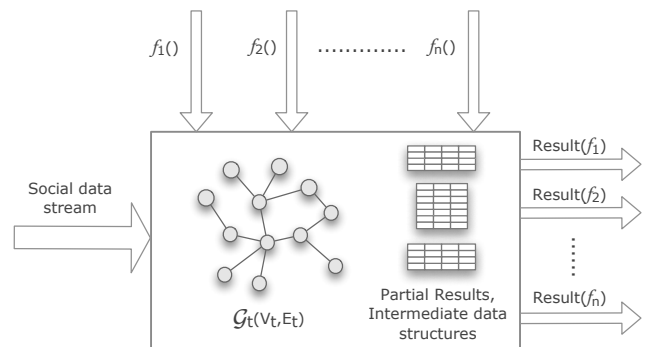 f1()
f2()
..............
fn()
Social data
stream
Result(f1)
Result(f2)
Result(fn)
Gt(Vt,Et)
Partial Results,
Intermediate data
structures